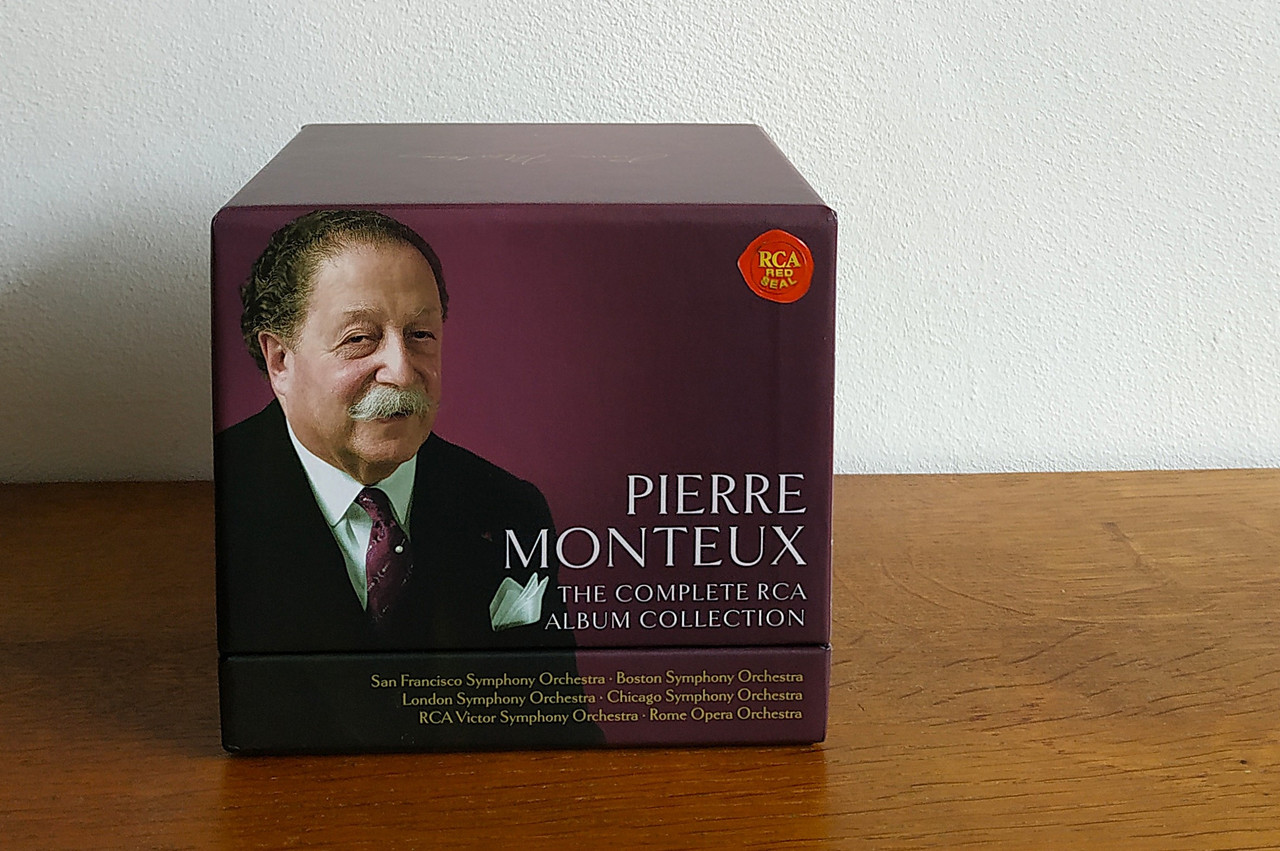 RCA
RED
SEAL
PIERRE
MONTEUX
THE COMPLETE RCA
ALBUM COLLECTION
San Francisco Symphony Orchestra · Boston Symphony Orchestra
London Symphony Orchestra · Chicago Symphony Orchestra
RCA Victor Symphony Orchestra · Rome Opera Orchestra